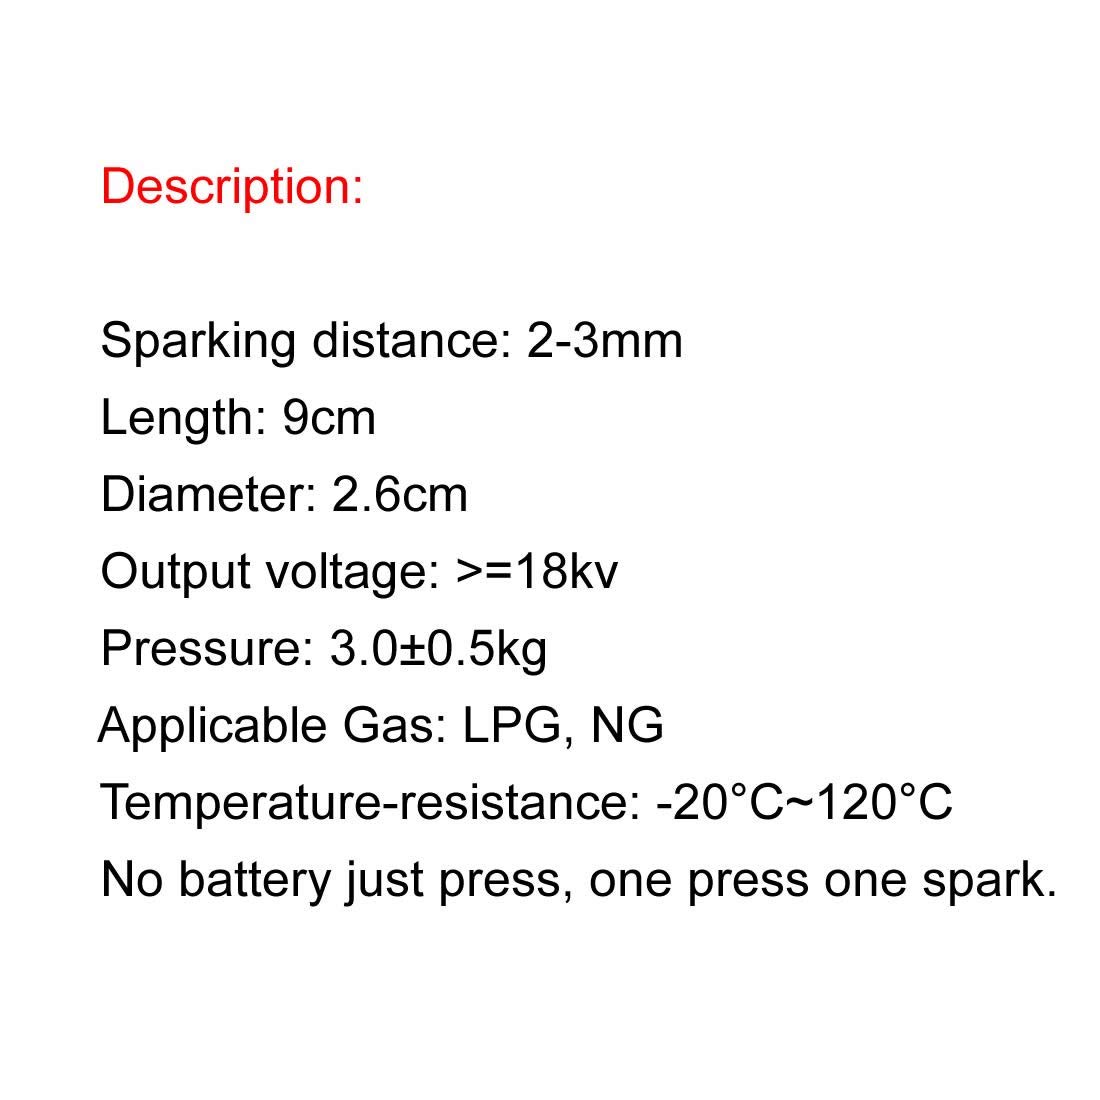 Description:
Sparking distance: 2-3mm
Length: 9cm
Diameter: 2.6cm
Output voltage: >=18kv
Pressure: 3.0±0.5kg
Applicable Gas: LPG, NG
Temperature-resistance: -20°C~120°C
No battery just press, one press one spark.